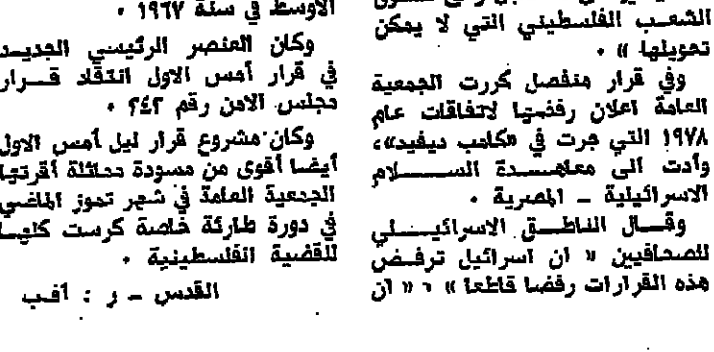 الشعب الفلسطيني التي لا يمكن
تحويلها » .
وفي قرار منفصل كررت الجمعية
العامة اعلان رفضها لاتفاقات عام
١٩٧٨ التي جرت في «كامب ديفيد»،
وأدت الى معاهدة السلام
الاسرائيلية - المصرية .
وقال الناطق الاسرائيلي
للصحافيين « ان اسرائيل ترفض
هذه القرارات رفضا قاطعا » ، « ان
الاوسط في سنة ١٩٦٧ .
وكان العنصر الرئيسي الجديد
في قرار أمس الاول انتقاد قرار
مجلس الامن رقم ٢٤٢ .
وكان مشروع قرار ليل أمس الاول
أيضا أقوى من مسودة مماثلة أقرتها
الجمعية العامة في شهر تموز الماضي
في دورة طارئة خاصة كرست كلها
للقضية الفلسطينية .
القدس - ر : أف ب